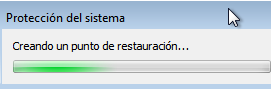 Protección del sistema
Creando un punto de restauración...